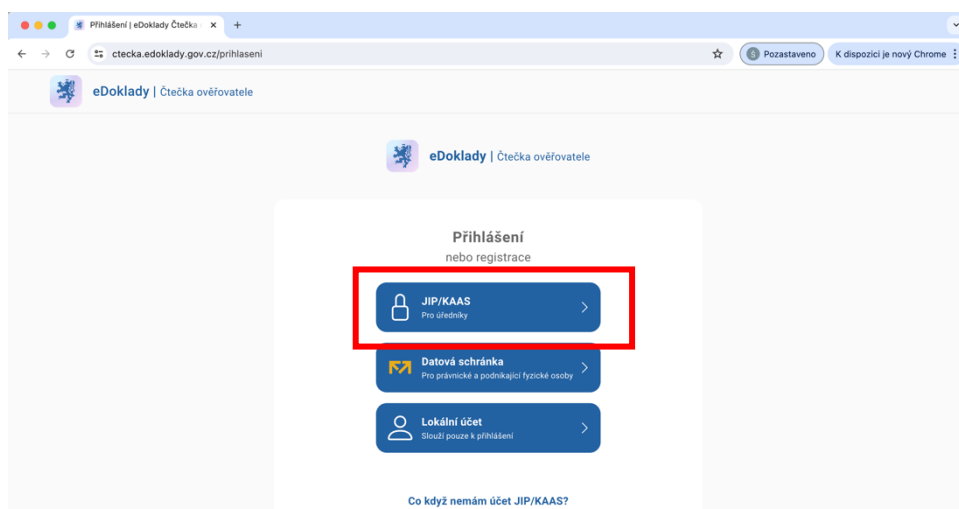 Přihlášení | eDoklady Čtečka
ctecka.edoklady.gov.cz/prihlaseni
S Pozastaveno
K dispozici je nový Chrome
eDoklady | Čtečka ověřovatele
eDoklady | Čtečka ověřovatele
Přihlášení
nebo registrace
JIP/KAAS
Pro úředníky
Datová schránka
Pro právnické a podnikající fyzické osoby
Lokální účet
Slouží pouze k přihlášení
Co když nemám účet JIP/KAAS?